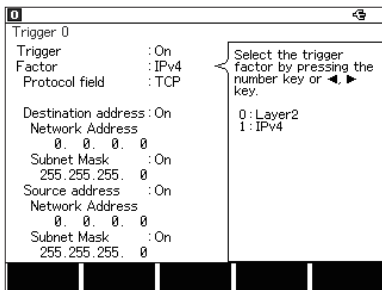 0
Trigger 0
Trigger : On
Factor : IPv4
Protocol field : TCP
Destination address : On
Network Address
0. 0. 0. 0
Subnet Mask : On
255.255.255. 0
Source address : On
Network Address
0. 0. 0. 0
Subnet Mask : On
255.255.255. 0
Select the trigger
factor by pressing the
number key or ◄, ►
key.
0 : Layer2
1 : IPv4